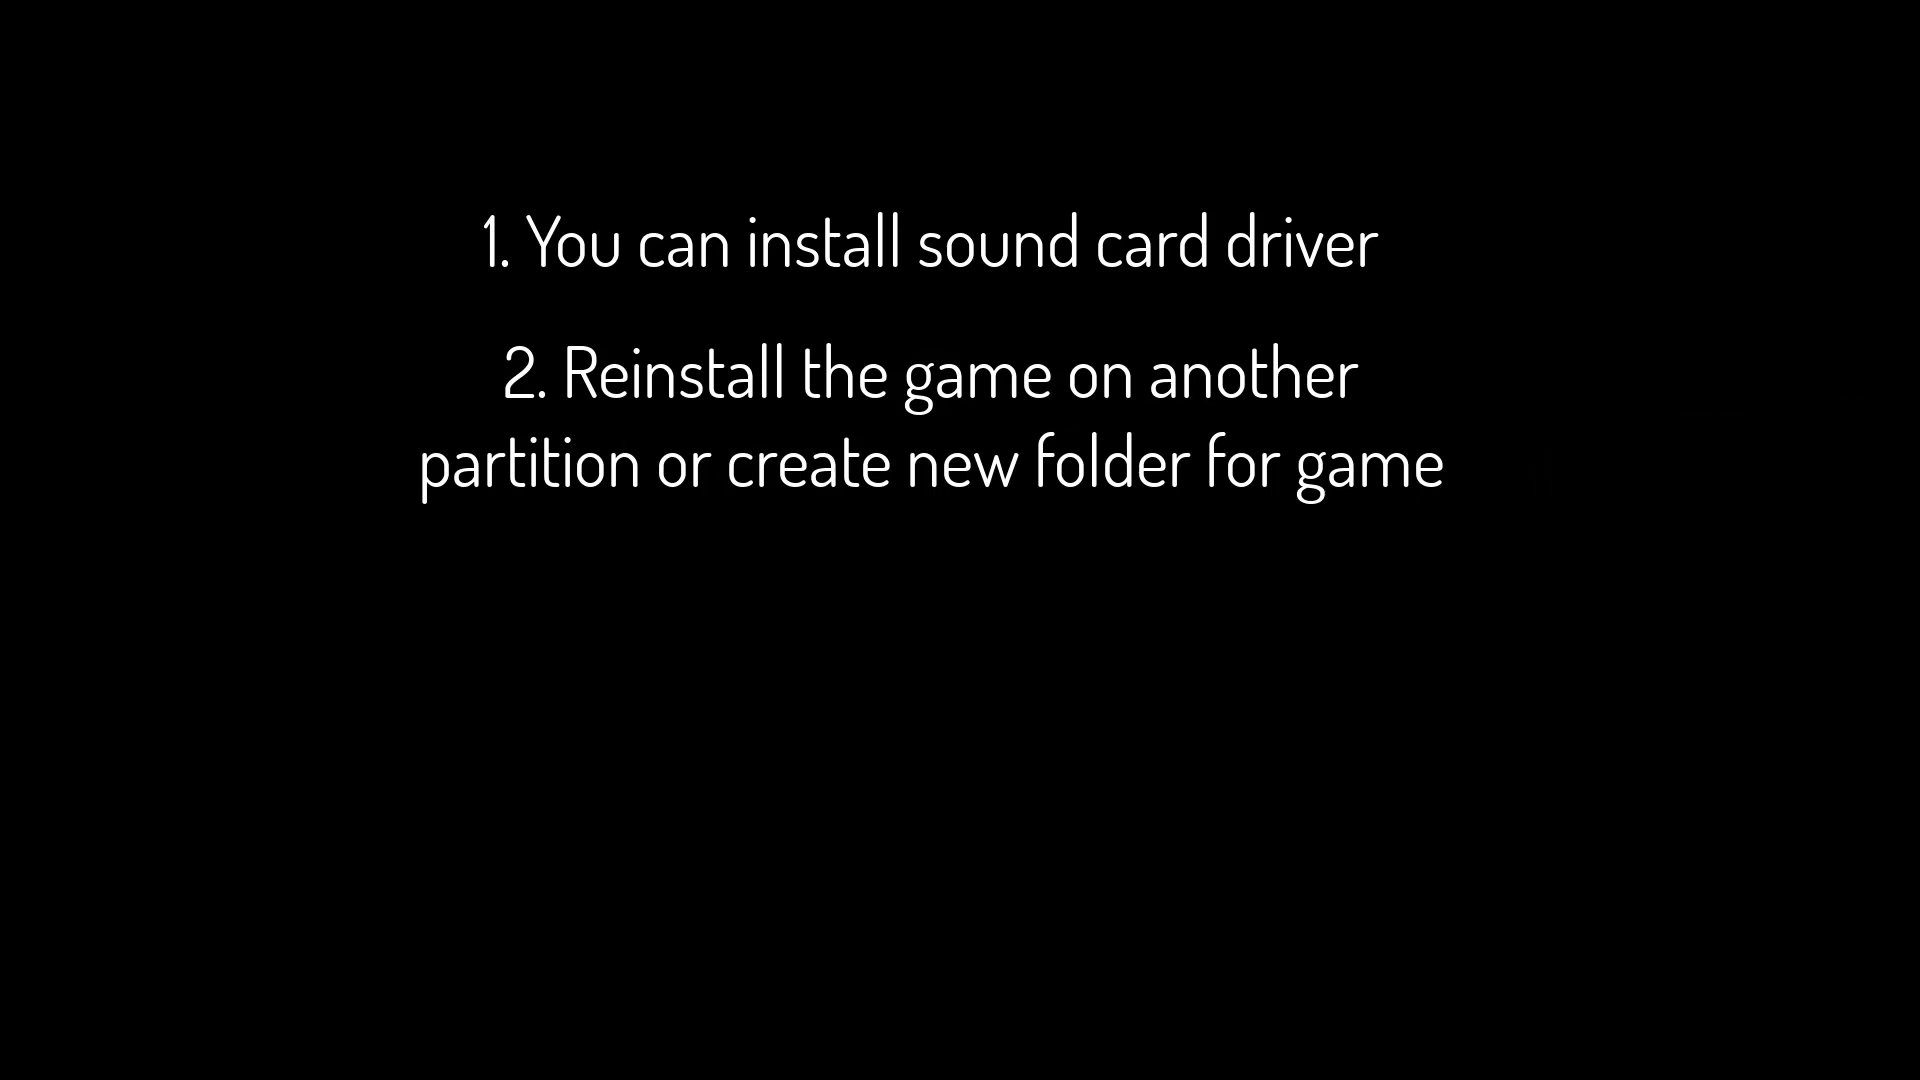 1. You can install sound card driver
2. Reinstall the game on another
partition or create new folder for game